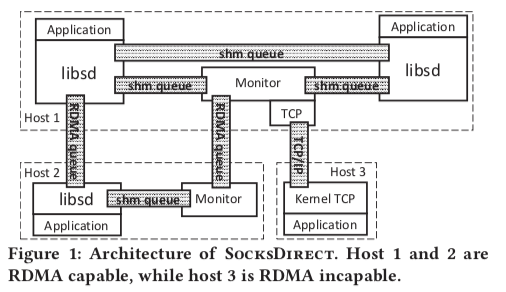 Application
Application
shm queue
libsd
libsd
Monitor
shm queue
shm queue
Host 1
TCP
RDMA queue
RDMA queue
TCP/IP
Host 2
Host 3
libsd
shm queue
Monitor
Kernel TCP
Application
Application
Figure 1: Architecture of SOCKSDIRECT. Host 1 and 2 are
RDMA capable, while host 3 is RDMA incapable.